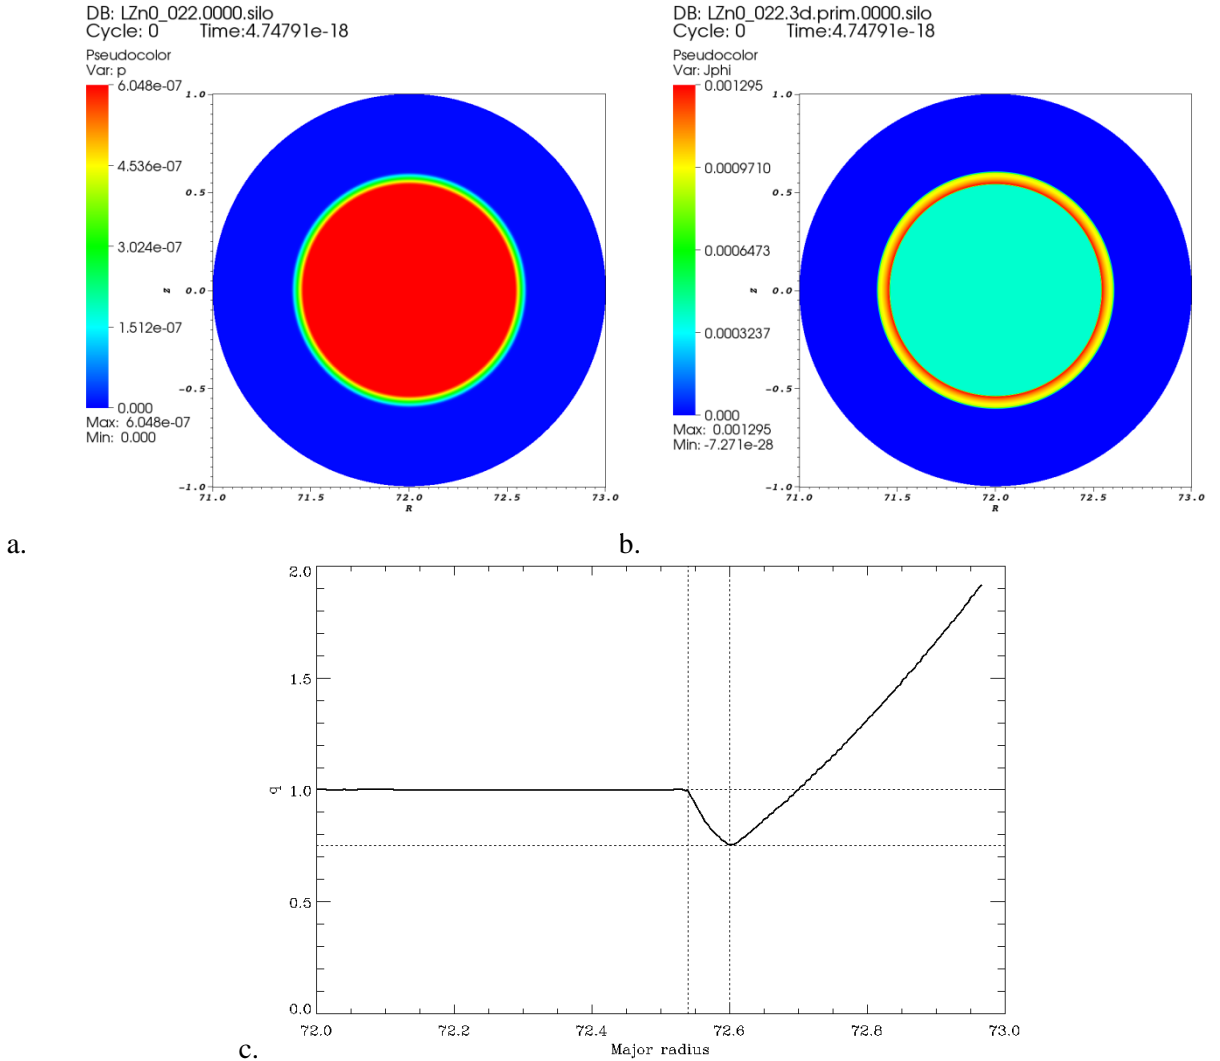 DB: LZn0_022.0000.silo
Cycle: 0 Time:4.74791e-18
Pseudocolor
Var: p
6.048e-07
4.536e-07
3.024e-07
1.512e-07
0.000
Max: 6.048e-07
Min: 0.000
1.0
0.5
0.0
-0.5
-1.0
z
71.0 71.5 72.0 72.5 73.0
R
a.
DB: LZn0_022.3d.prim.0000.silo
Cycle: 0 Time:4.74791e-18
Pseudocolor
Var: Jphi
0.001295
0.0009710
0.0006473
0.0003237
0.000
Max: 0.001295
Min: -7.271e-28
1.0
0.5
0.0
-0.5
-1.0
z
71.0 71.5 72.0 72.5 73.0
R
b.
2.0
1.5
1.0
0.5
0.0
q
72.0 72.2 72.4 72.6 72.8 73.0
Major radius
c.